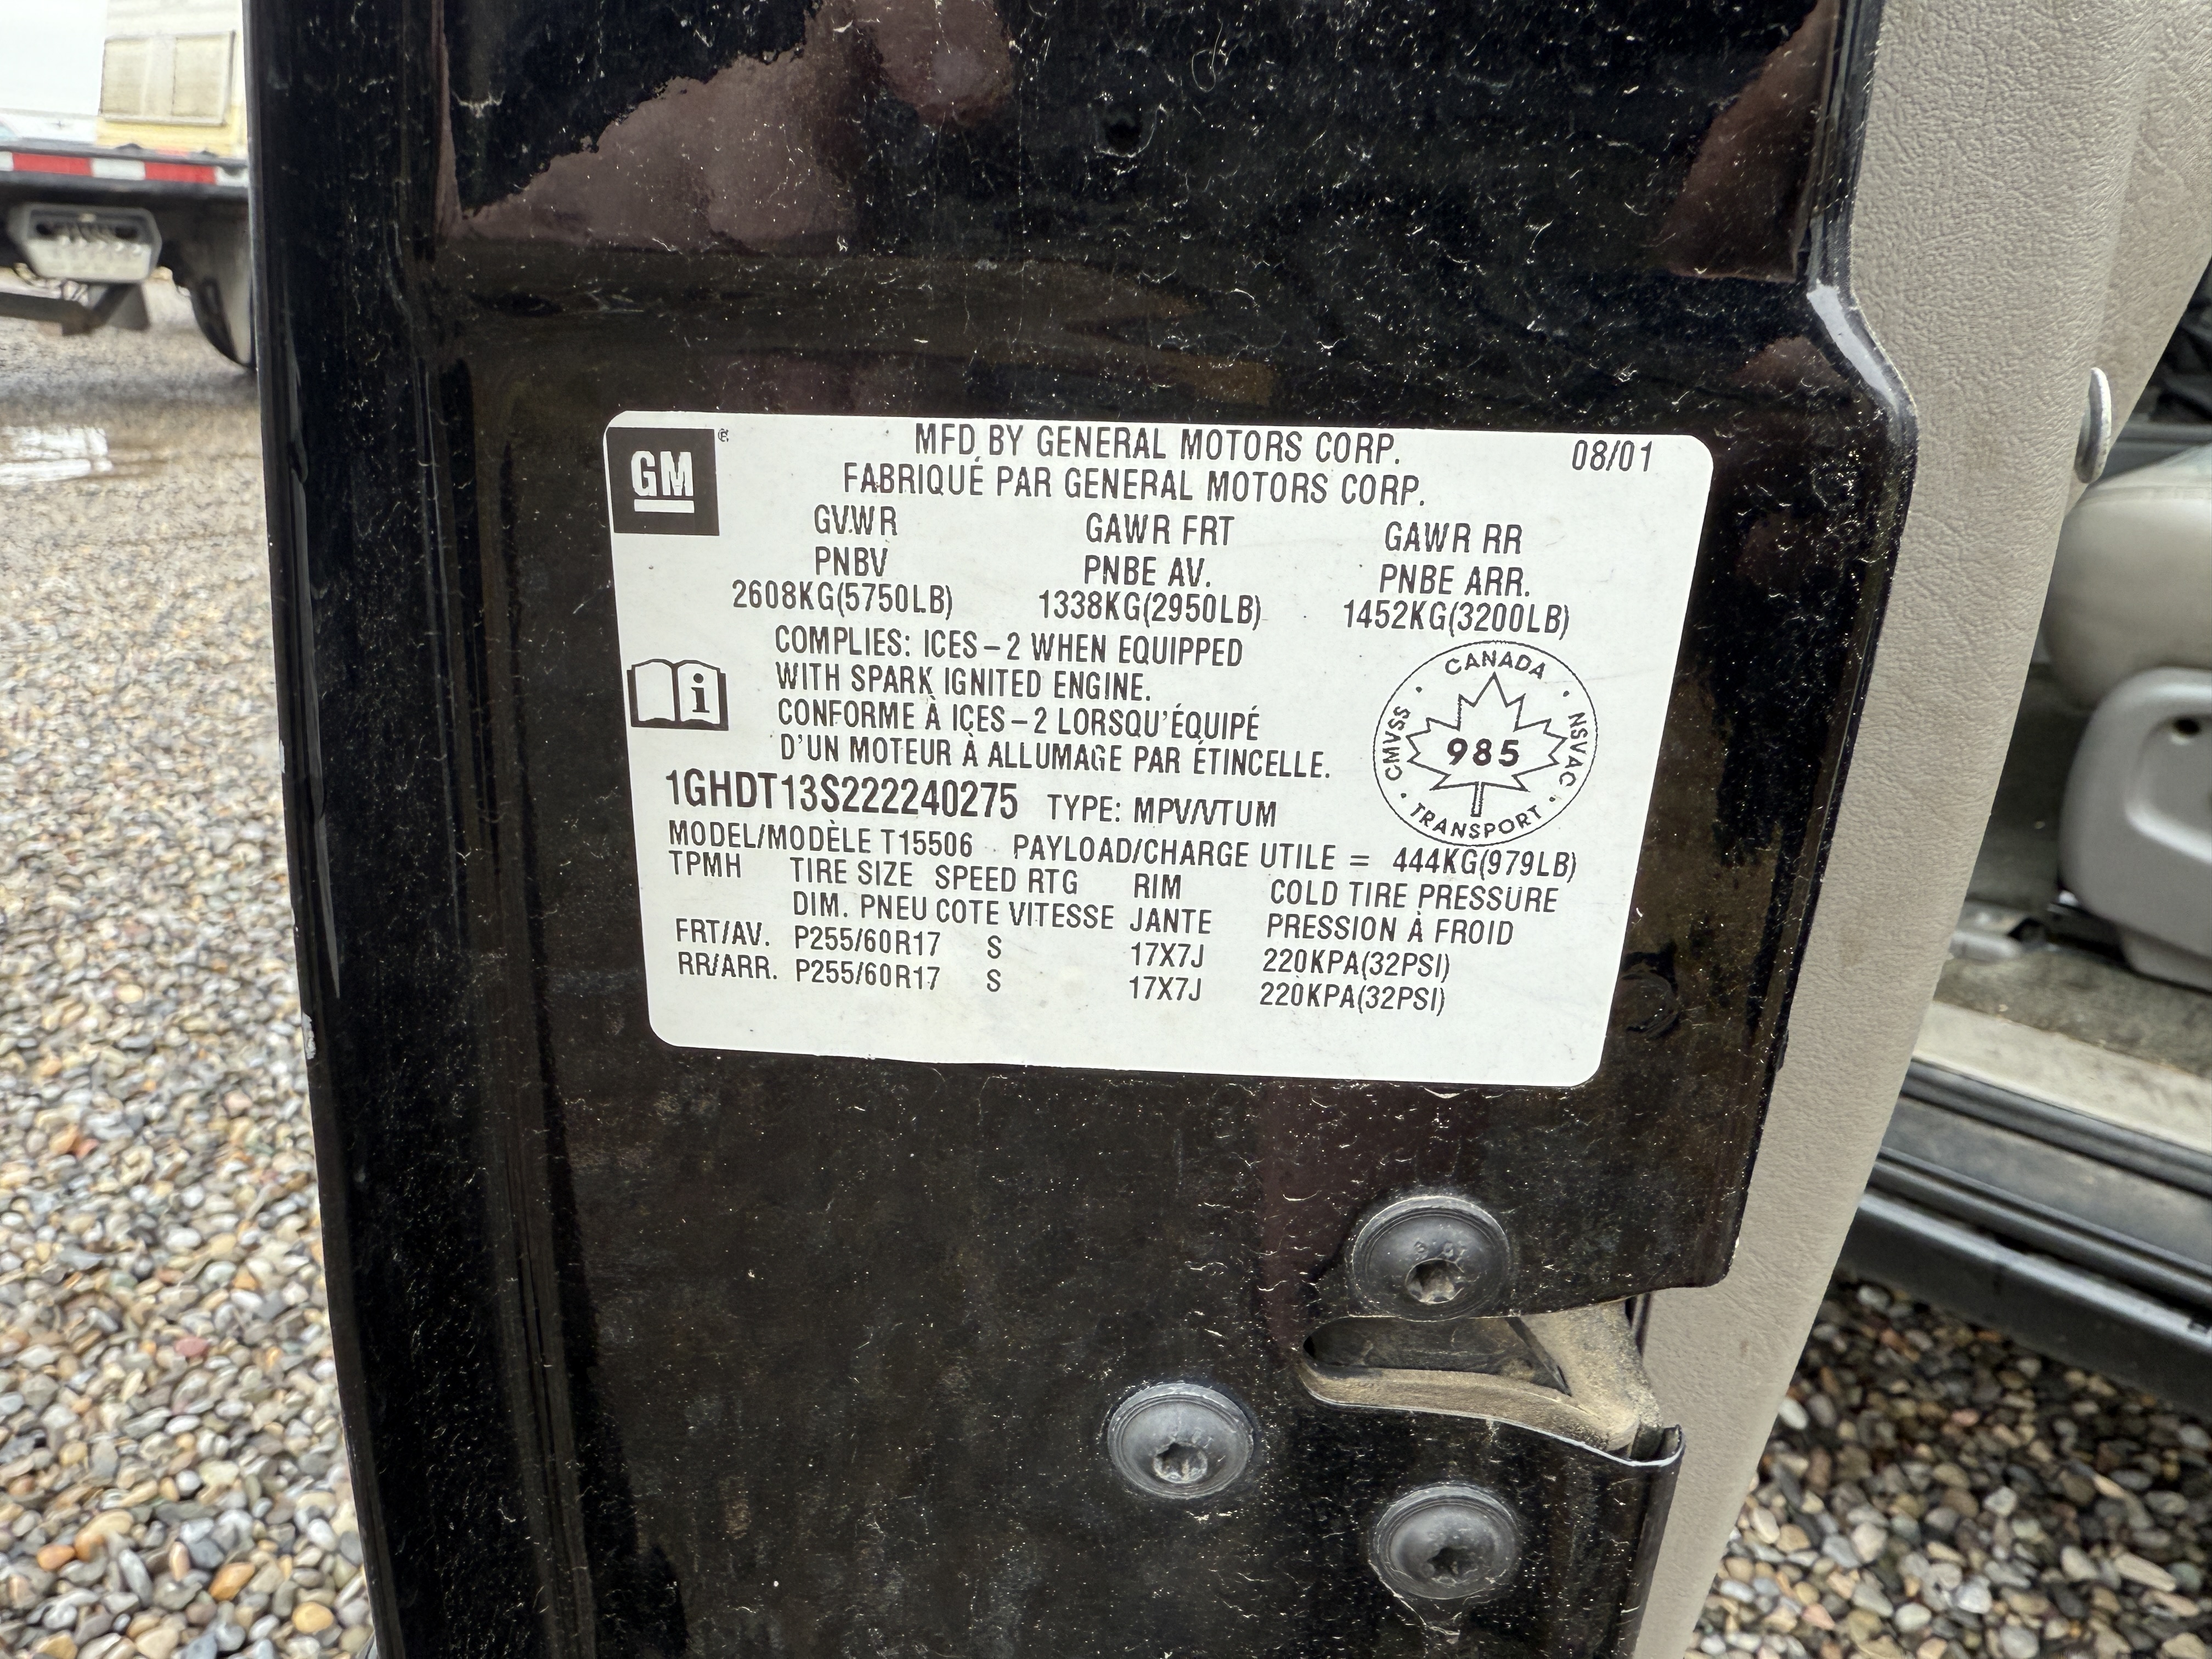 GM
MFD BY GENERAL MOTORS CORP. 08/01
FABRIQUÉ PAR GENERAL MOTORS CORP.
GVWR GAWR FRT GAWR RR
PNBV PNBE AV. PNBE ARR.
2608KG(5750LB) 1338KG(2950LB) 1452KG(3200LB)
COMPLIES: ICES-2 WHEN EQUIPPED
WITH SPARK IGNITED ENGINE.
CONFORME À ICES-2 LORSQU'ÉQUIPÉ
D'UN MOTEUR À ALLUMAGE PAR ÉTINCELLE.
CANADA
CMVSS 985 NSVAC
TRANSPORT
1GHDT13S222240275 TYPE: MPV/VTUM
MODEL/MODÈLE T15506 PAYLOAD/CHARGE UTILE = 444KG(979LB)
TPMH TIRE SIZE SPEED RTG RIM COLD TIRE PRESSURE
DIM. PNEU COTE VITESSE JANTE PRESSION À FROID
FRT/AV. P255/60R17 S 17X7J 220KPA(32PSI)
RR/ARR. P255/60R17 S 17X7J 220KPA(32PSI)